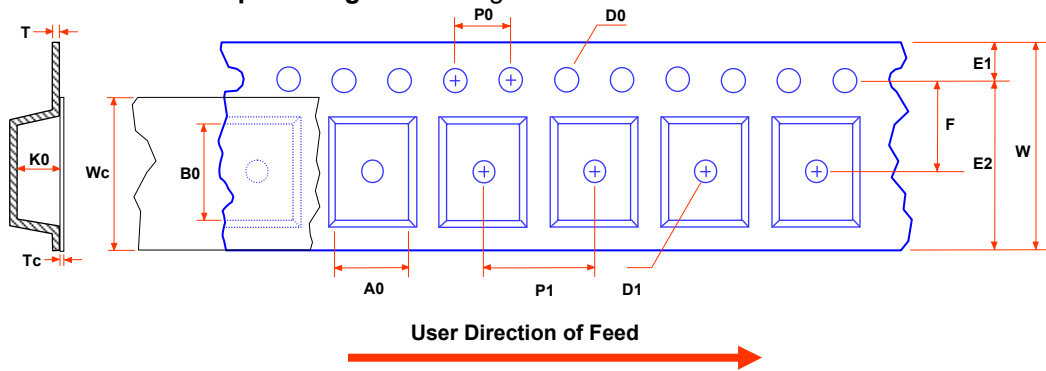 T
P0
D0
E1
F
W
K0
Wc
B0
E2
Tc
A0
P1
D1
User Direction of Feed